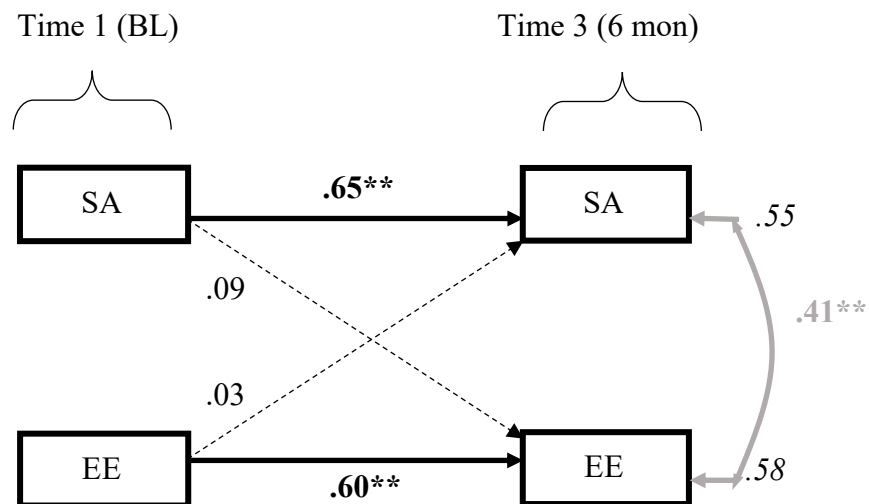 Time 1 (BL)
Time 3 (6 mon)
SA
.65**
SA
.55
.09
.41**
.03
EE
.60**
EE
.58